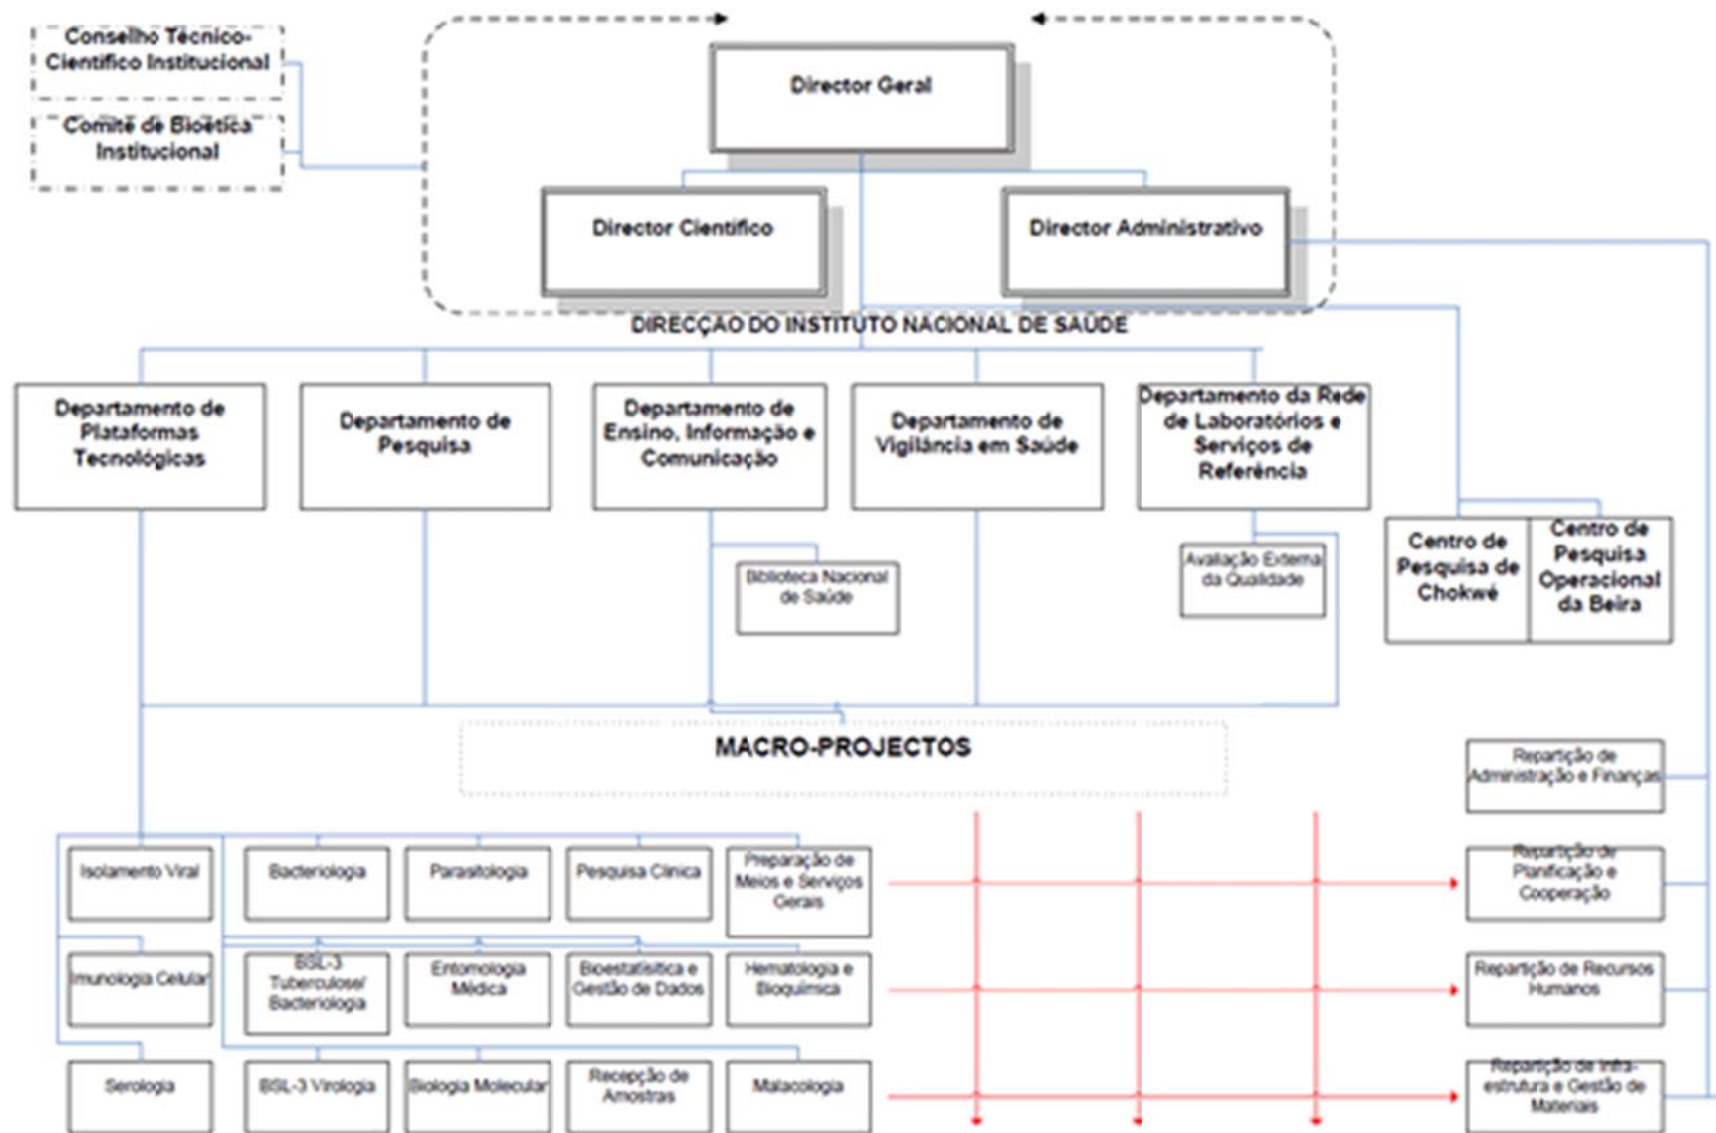 Conselho Técnico-
Científico Institucional
Comité de Bioética
Institucional
Director Geral
Director Científico
Director Administrativo
DIRECÇÃO DO INSTITUTO NACIONAL DE SAÚDE
Departamento de
Plataformas
Tecnológicas
Departamento de
Pesquisa
Departamento de
Ensino, Informação e
Comunicação
Departamento de
Vigilância em Saúde
Departamento da Rede
de Laboratórios e
Serviços de
Referência
Biblioteca Nacional
de Saúde
Avaliação Externa
da Qualidade
Centro de
Pesquisa de
Chokwé
Centro de
Pesquisa
Operacional
da Beira
MACRO-PROJECTOS
Repartição de
Administração e Finanças
Isolamento Viral
Bacteriologia
Parasitologia
Pesquisa Clinica
Preparação de
Meios e Serviços
Gerais
Repartição de
Planificação e
Cooperação
Imunologia Celular
BSL-3
Tuberculose/
Bacteriologia
Entomologia
Médica
Bioestatísitica e
Gestão de Dados
Hematologia e
Bioquímica
Repartição de Recursos
Humanos
Serologia
BSL-3 Virologia
Biologia Molecular
Recepção de
Amostras
Malacologia
Repartição de Infra-
estrutura e Gestão de
Materiais